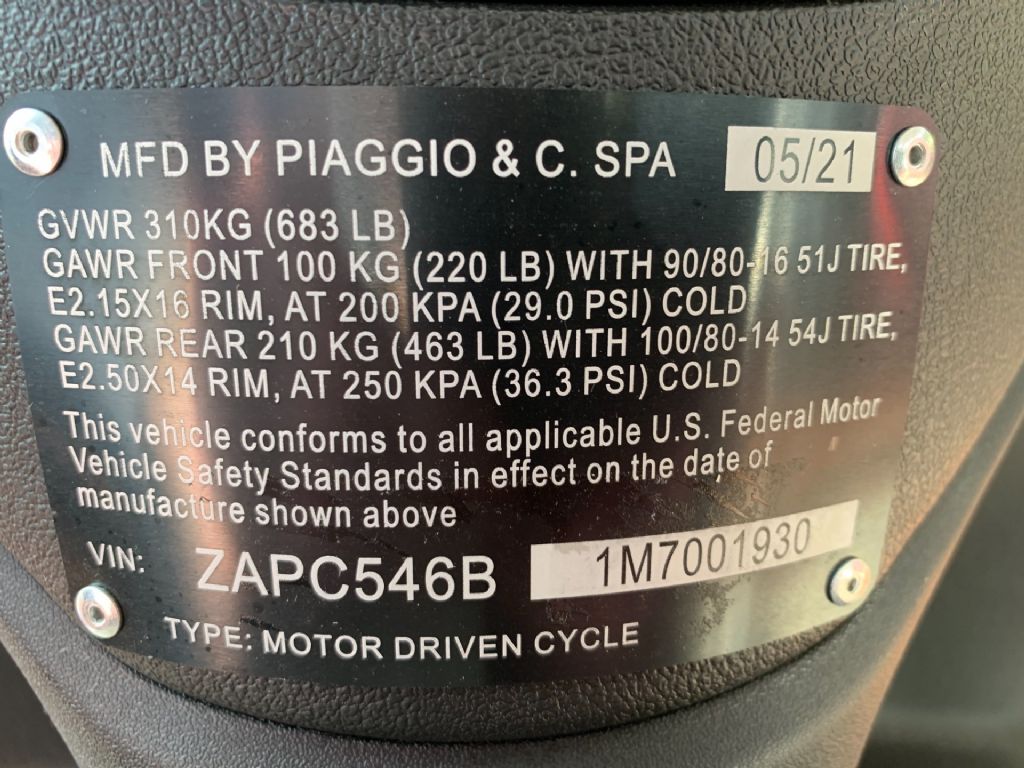 MFD BY PIAGGIO & C. SPA 05/21
GVWR 310KG (683 LB)
GAWR FRONT 100 KG (220 LB) WITH 90/80-16 51J TIRE,
E2.15X16 RIM, AT 200 KPA (29.0 PSI) COLD
GAWR REAR 210 KG (463 LB) WITH 100/80-14 54J TIRE,
E2.50X14 RIM, AT 250 KPA (36.3 PSI) COLD
This vehicle conforms to all applicable U.S. Federal Motor
Vehicle Safety Standards in effect on the date of
manufacture shown above
VIN: ZAPC546B 1M7001930
TYPE: MOTOR DRIVEN CYCLE